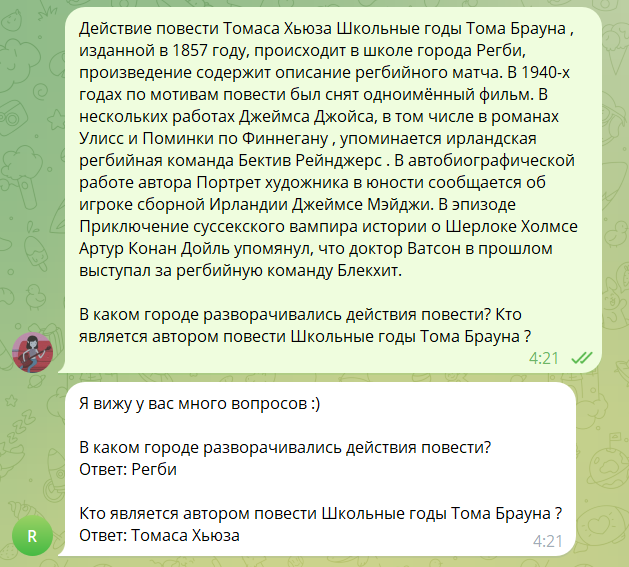 Действие повести Томаса Хьюза Школьные годы Тома Брауна ,
изданной в 1857 году, происходит в школе города Регби,
произведение содержит описание регбийного матча. В 1940-х
годах по мотивам повести был снят одноимённый фильм. В
нескольких работах Джеймса Джойса, в том числе в романах
Улисс и Поминки по Финнегану , упоминается ирландская
регбийная команда Бектив Рейнджерс . В автобиографической
работе автора Портрет художника в юности сообщается об
игроке сборной Ирландии Джеймсе Мэйджи. В эпизоде
Приключение суссекского вампира истории о Шерлоке Холмсе
Артур Конан Дойль упомянул, что доктор Ватсон в прошлом
выступал за регбийную команду Блекхит.
В каком городе разворачивались действия повести? Кто
является автором повести Школьные годы Тома Брауна ?
4:21
Я вижу у вас много вопросов :)
В каком городе разворачивались действия повести?
Ответ: Регби
Кто является автором повести Школьные годы Тома Брауна ?
Ответ: Томаса Хьюза
4:21
R